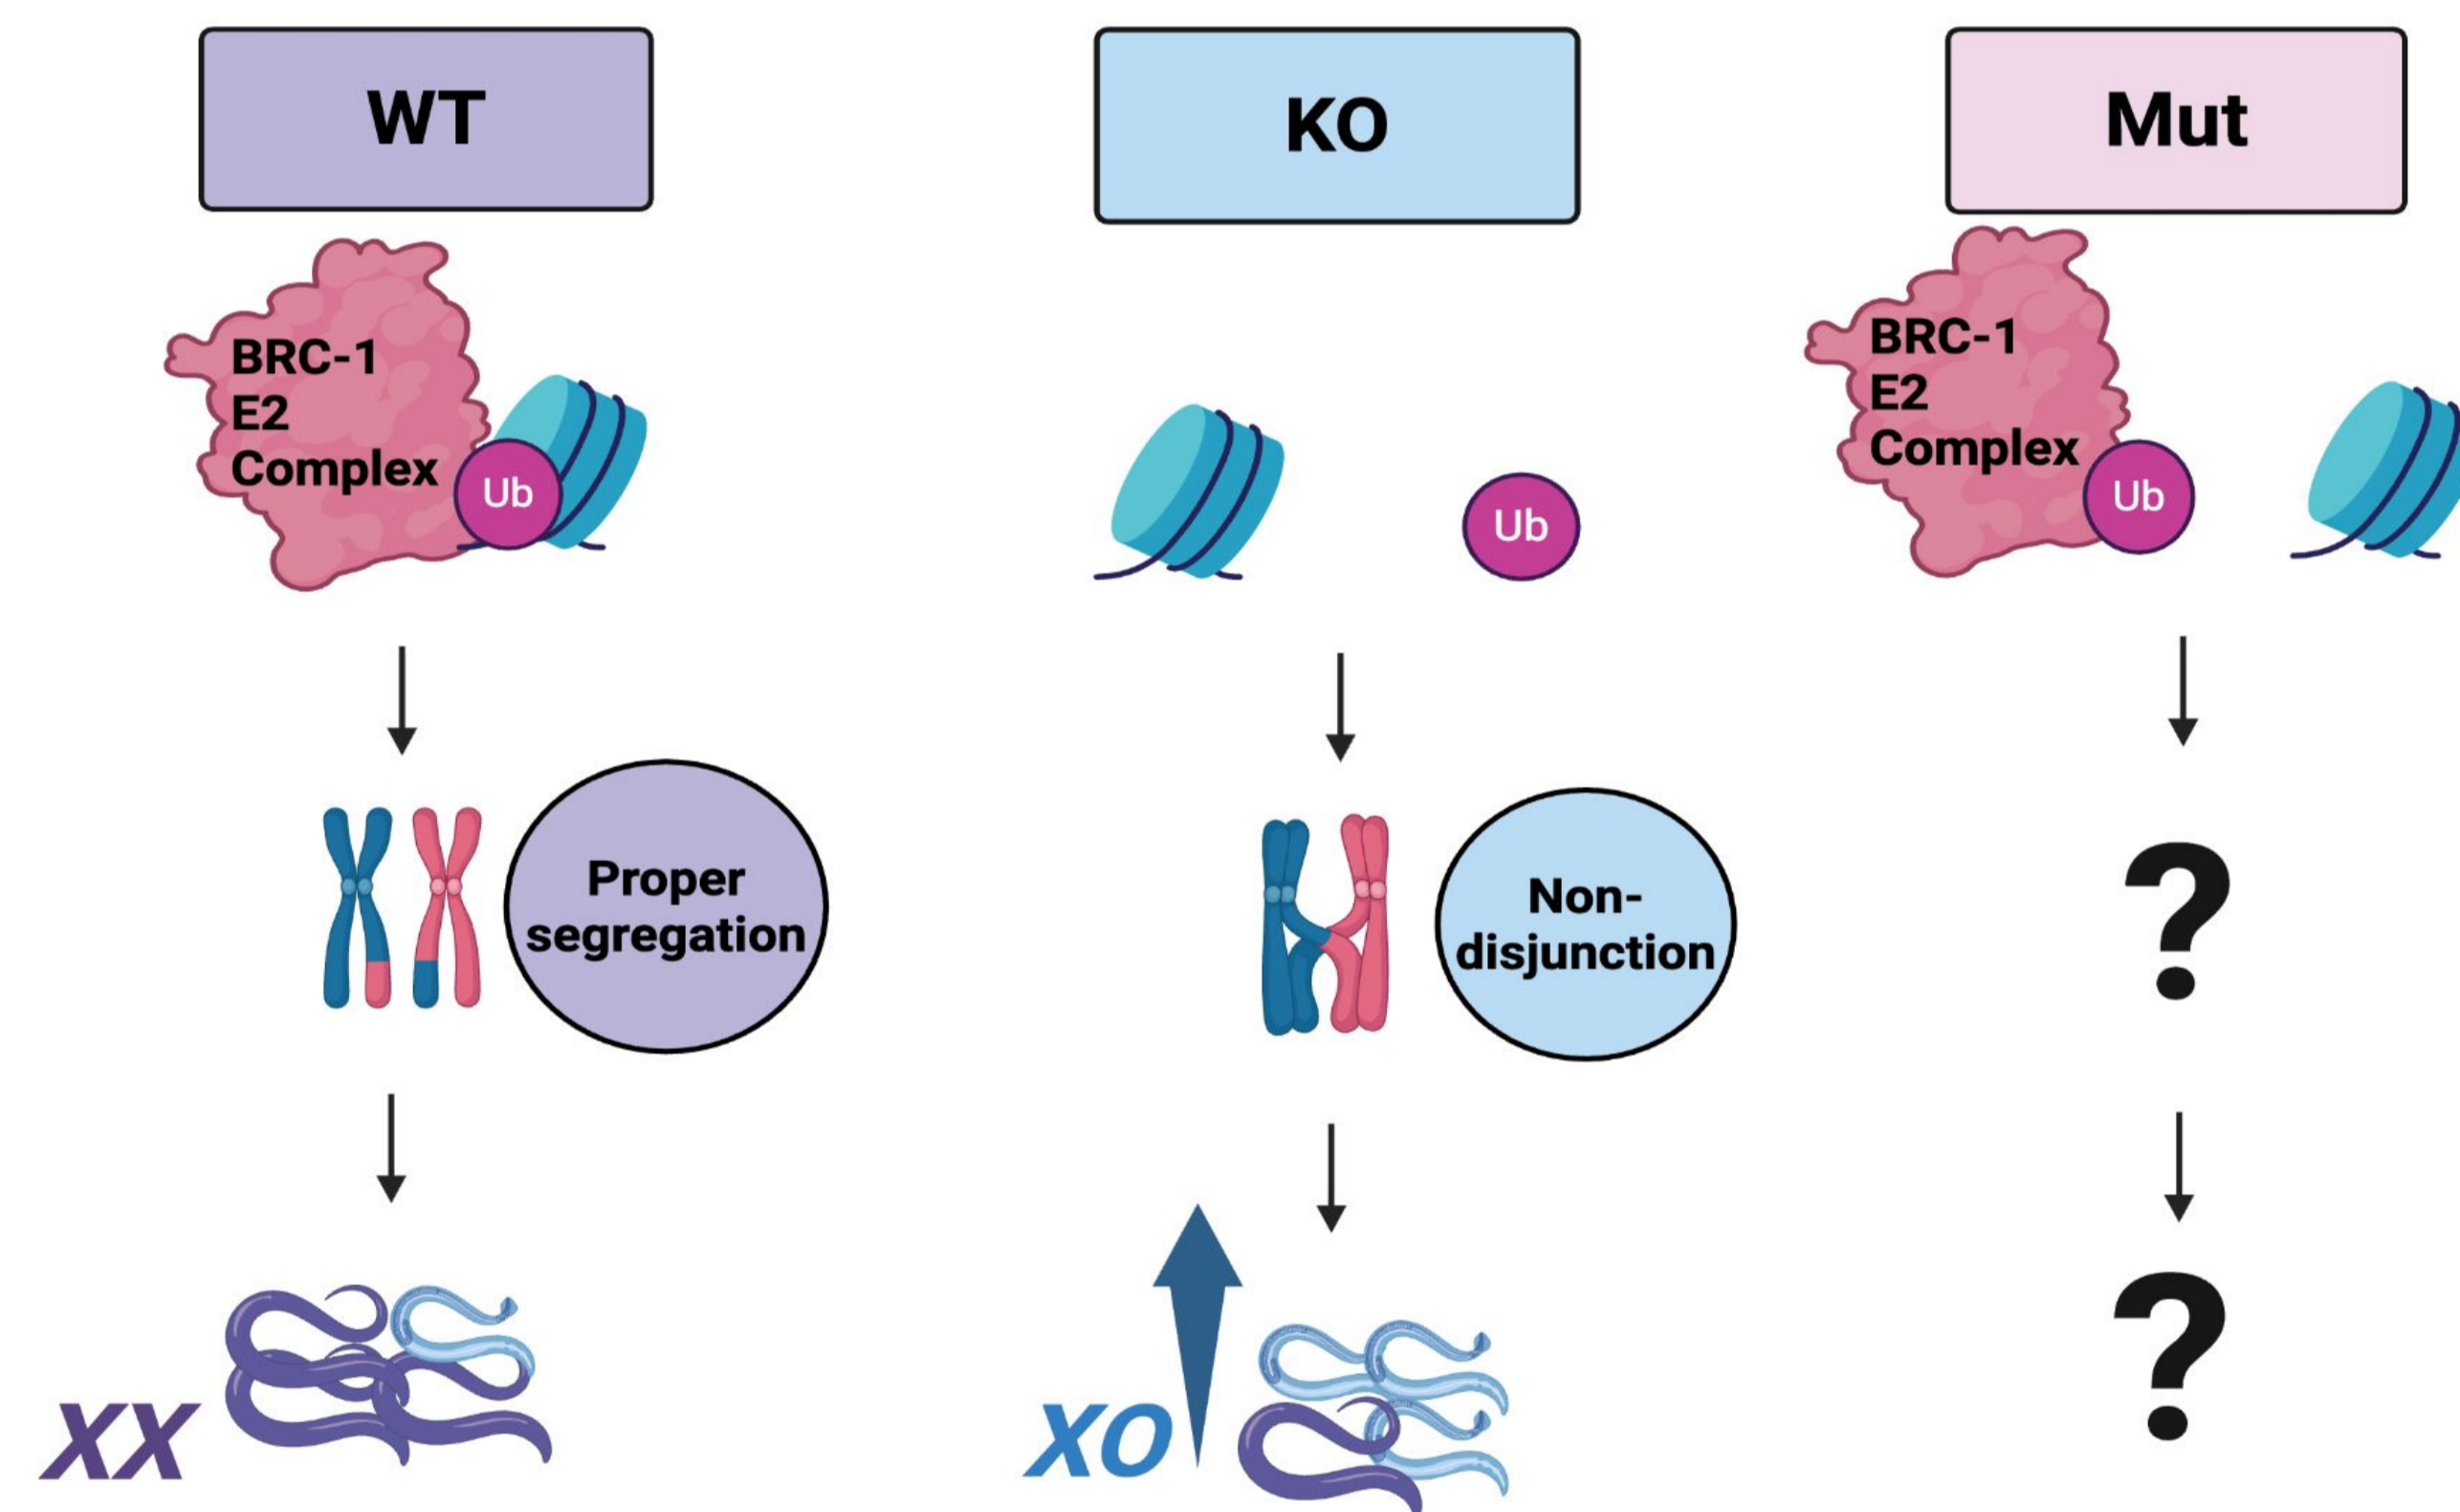 WT
BRC-1
E2
Complex
Ub
Proper
segregation
XX
KO
Ub
Non-
disjunction
XO
Mut
BRC-1
E2
Complex
Ub
?
?